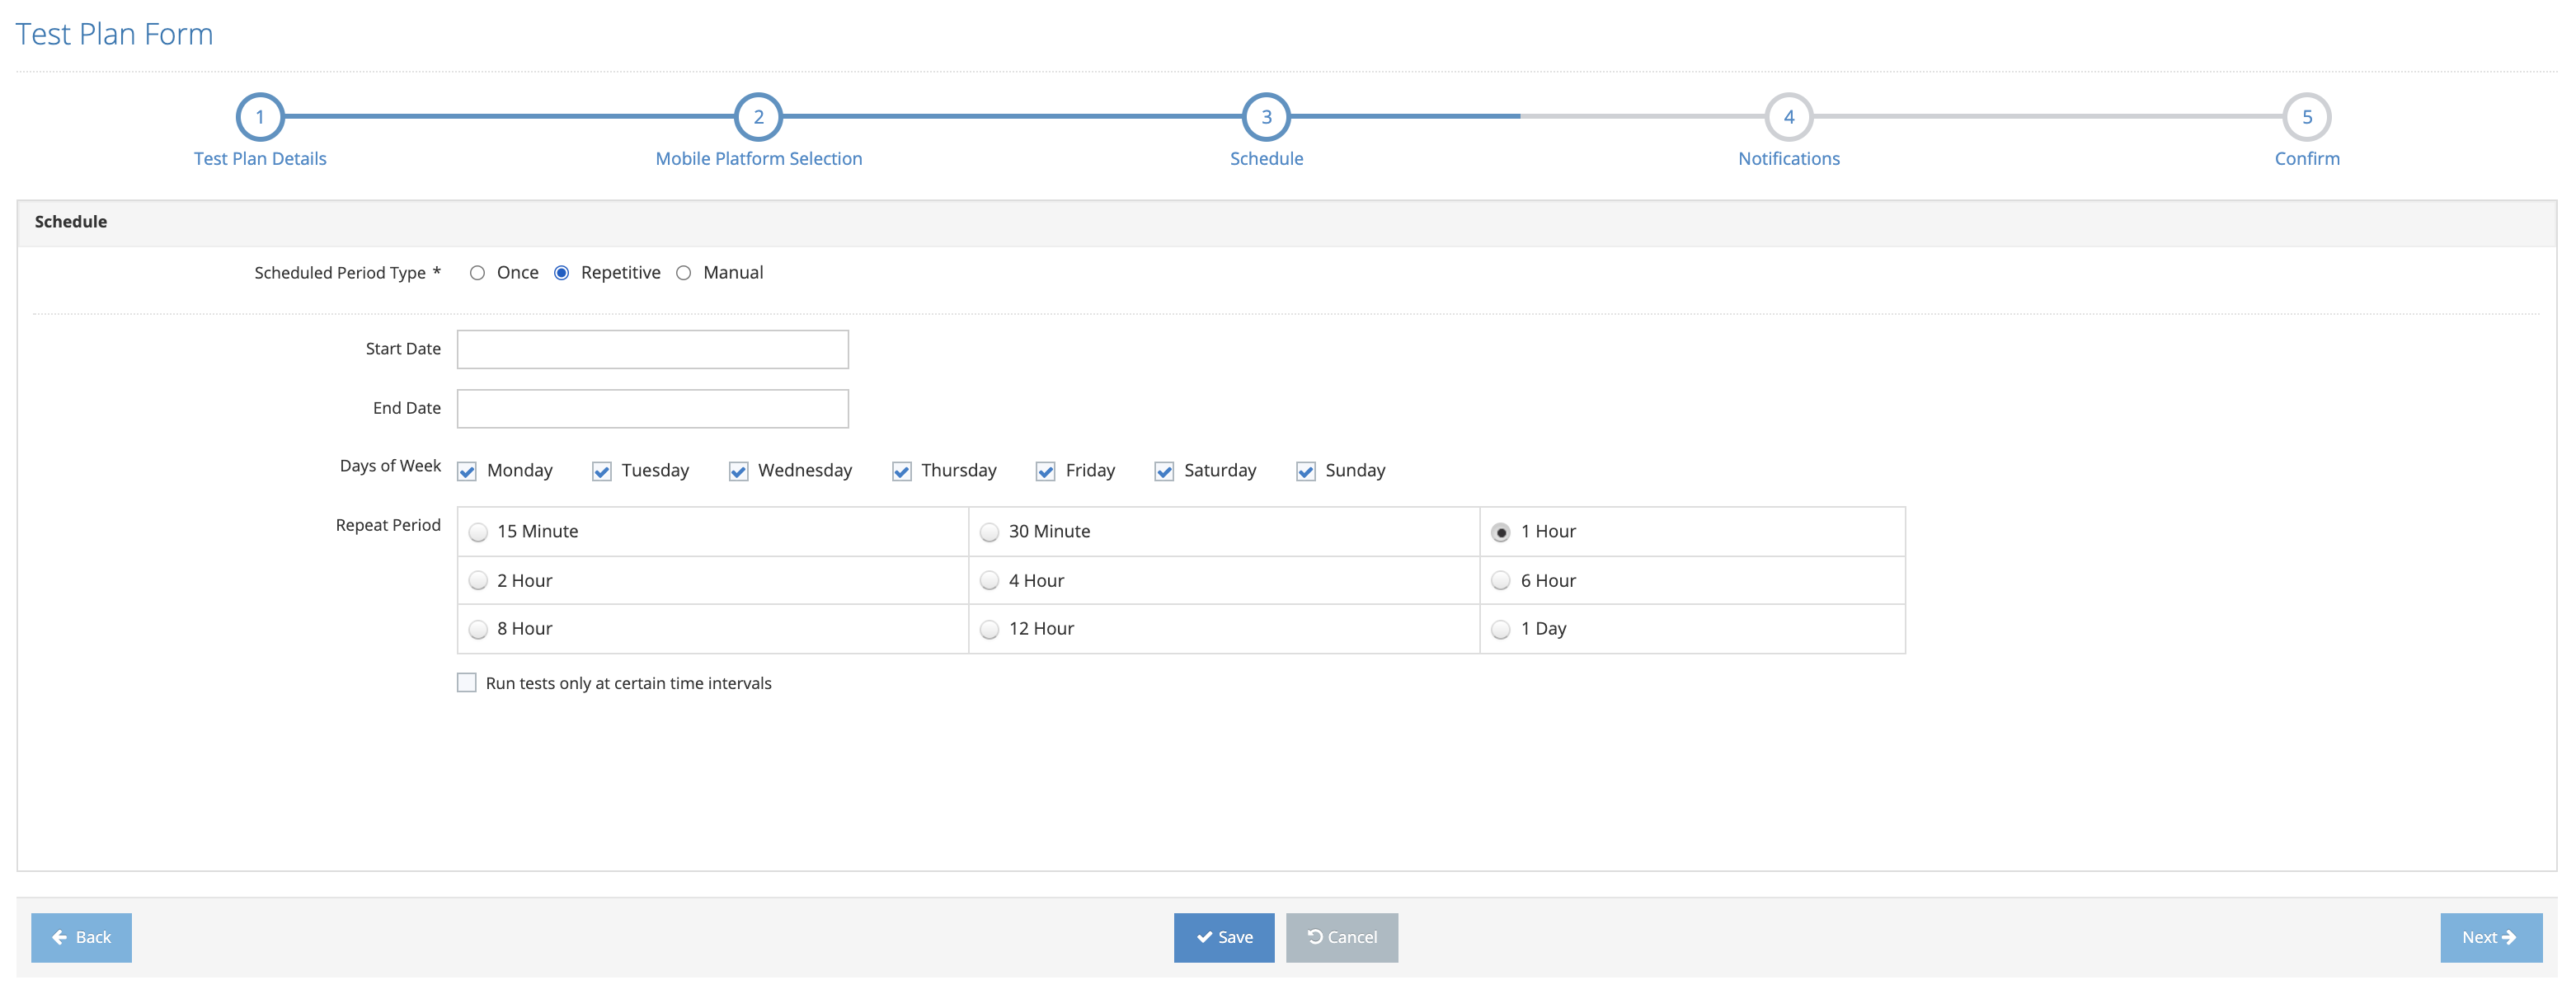 Test Plan Form
1 2 3 4 5
Test Plan Details Mobile Platform Selection Schedule Notifications Confirm
Schedule
Scheduled Period Type * Once Repetitive Manual
Start Date
End Date
Days of Week Monday Tuesday Wednesday Thursday Friday Saturday Sunday
Repeat Period 15 Minute 30 Minute 1 Hour
2 Hour 4 Hour 6 Hour
8 Hour 12 Hour 1 Day
Run tests only at certain time intervals
Back Save Cancel Next